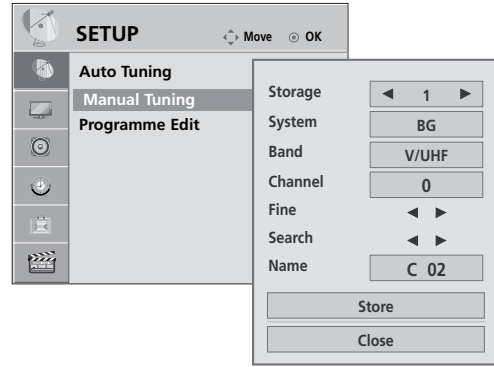 SETUP
Move
OK
Auto Tuning
Manual Tuning
Programme Edit
Storage ◄ 1 ►
System BG
Band V/UHF
Channel 0
Fine ◄ ►
Search ◄ ►
Name C 02
Store
Close